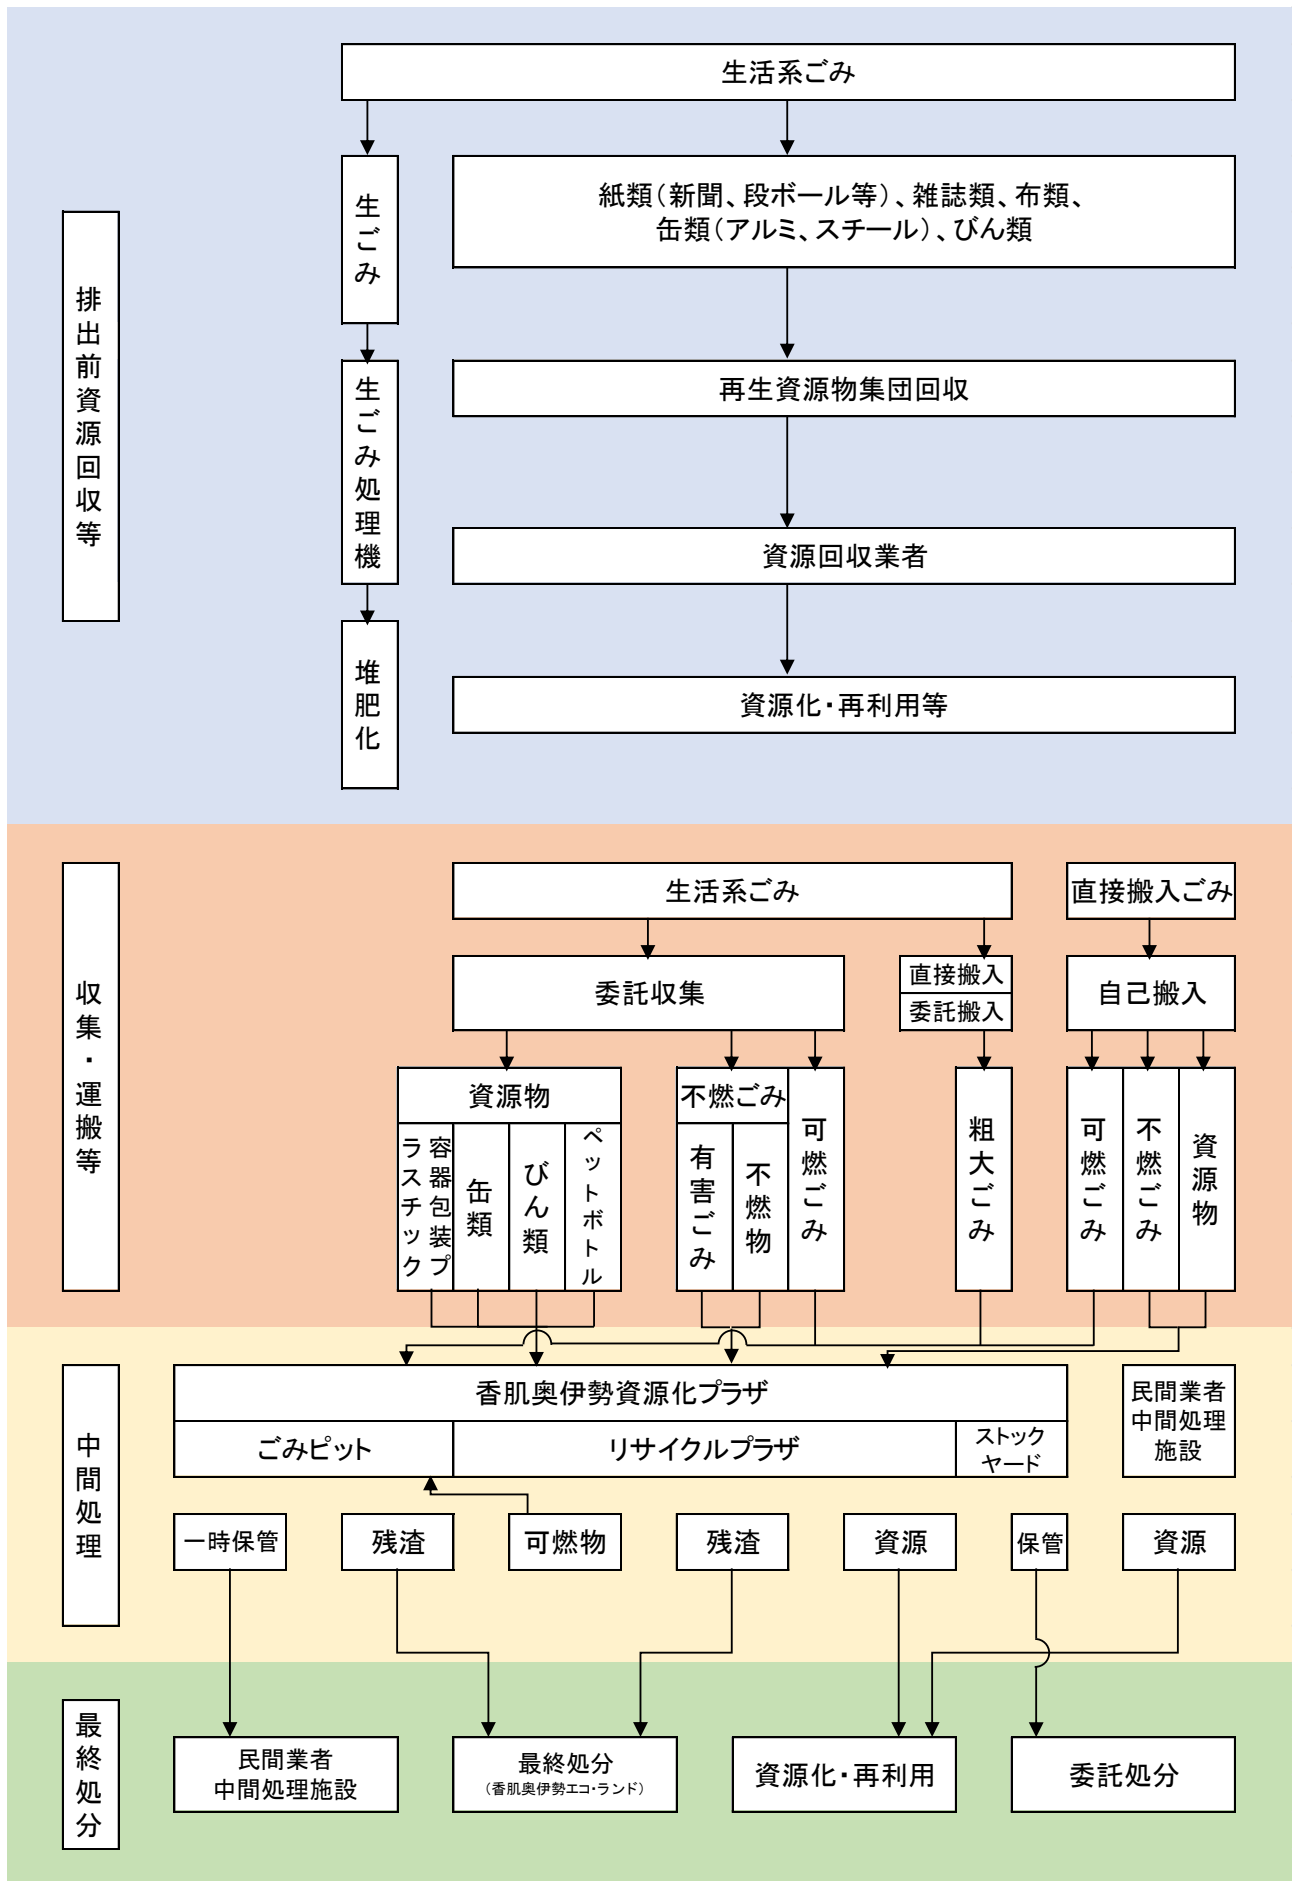 生活系ごみ
生ごみ
紙類（新聞、段ボール等）、雑誌類、布類、
缶類（アルミ、スチール）、びん類
排出前資源回収等
生ごみ処理機
再生資源物集団回収
資源回収業者
堆肥化
資源化・再利用等
収集・運搬等
生活系ごみ
直接搬入ごみ
委託収集
直接搬入
委託搬入
自己搬入
資源物
容器包装プ
ラスチック
缶類
びん類
ペットボトル
不燃ごみ
有害ごみ
不燃物
可燃ごみ
粗大ごみ
可燃ごみ
不燃ごみ
資源物
中間処理
香肌奥伊勢資源化プラザ
ごみピット
リサイクルプラザ
ストック
ヤード
民間業者
中間処理
施設
一時保管
残渣
可燃物
残渣
資源
保管
資源
最終処分
民間業者
中間処理施設
最終処分
（香肌奥伊勢エコ・ランド）
資源化・再利用
委託処分